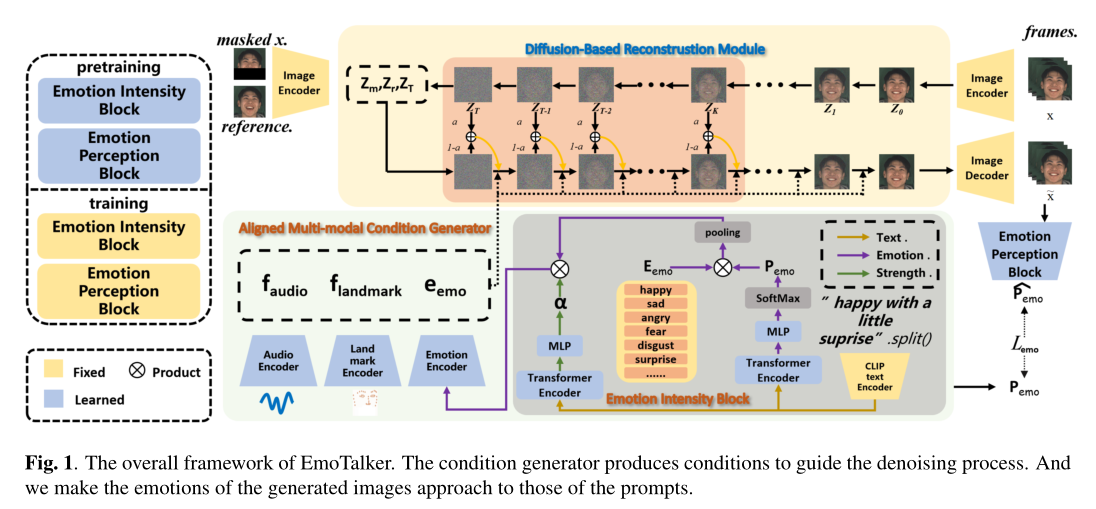 pretraining
Emotion Intensity
Block
Emotion
Perception
Block
training
Emotion Intensity
Block
Emotion
Perception
Block
Fixed
Product
Learned
masked x.
reference.
Image
Encoder
Diffusion-Based Reconstrustion Module
Zm,Zr,ZT
ZT
ZT-1
ZT-2
ZK
Z1
Z0
a
a
a
a
1-a
1-a
1-a
1-a
frames.
Image
Encoder
x
Image
Decoder
x̃
Emotion
Perception
Block
P̂emo
Lemo
Pemo
Aligned Multi-modal Condition Generator
faudio
flandmark
eemo
Audio
Encoder
Land
mark
Encoder
Emotion
Encoder
pooling
Eemo
Pemo
happy
sad
angry
fear
disgust
surprise
......
α
MLP
Transformer
Encoder
SoftMax
MLP
Transformer
Encoder
Emotion Intensity Block
Text .
Emotion .
Strength .
” happy with a
little
suprise” .split()
CLIP
text
Encoder
Fig. 1. The overall framework of EmoTalker. The condition generator produces conditions to guide the denoising process. And
we make the emotions of the generated images approach to those of the prompts.